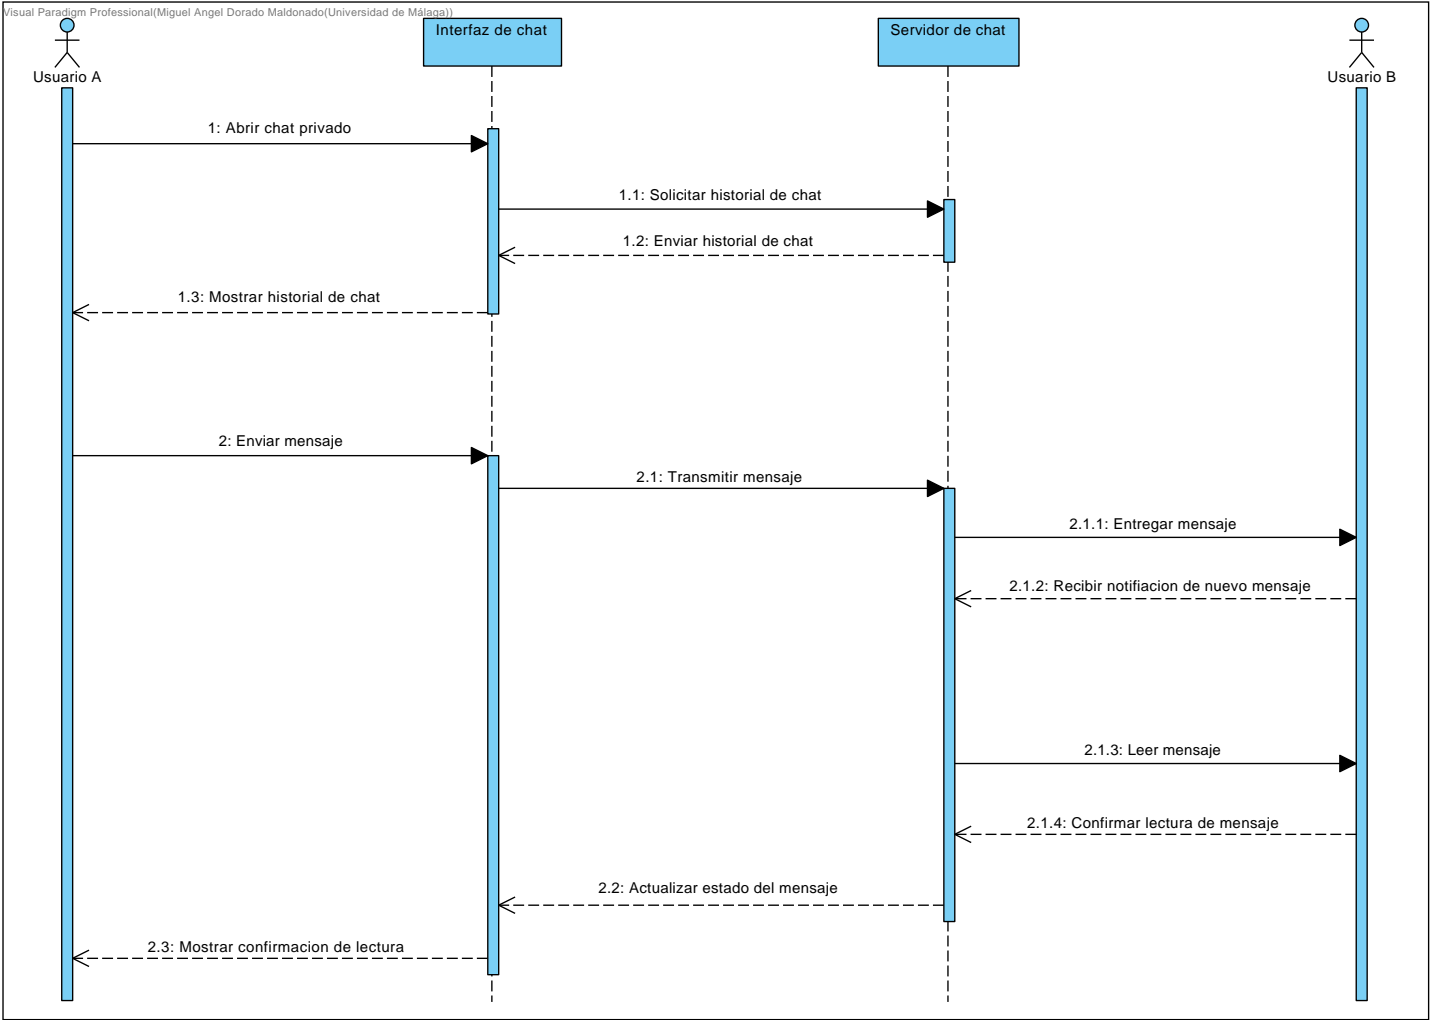 Visual Paradigm Professional(Miguel Angel Dorado Maldonado(Universidad de Málaga))
Usuario A
Interfaz de chat
Servidor de chat
Usuario B
1: Abrir chat privado
1.1: Solicitar historial de chat
1.2: Enviar historial de chat
1.3: Mostrar historial de chat
2: Enviar mensaje
2.1: Transmitir mensaje
2.1.1: Entregar mensaje
2.1.2: Recibir notifiacion de nuevo mensaje
2.1.3: Leer mensaje
2.1.4: Confirmar lectura de mensaje
2.2: Actualizar estado del mensaje
2.3: Mostrar confirmacion de lectura